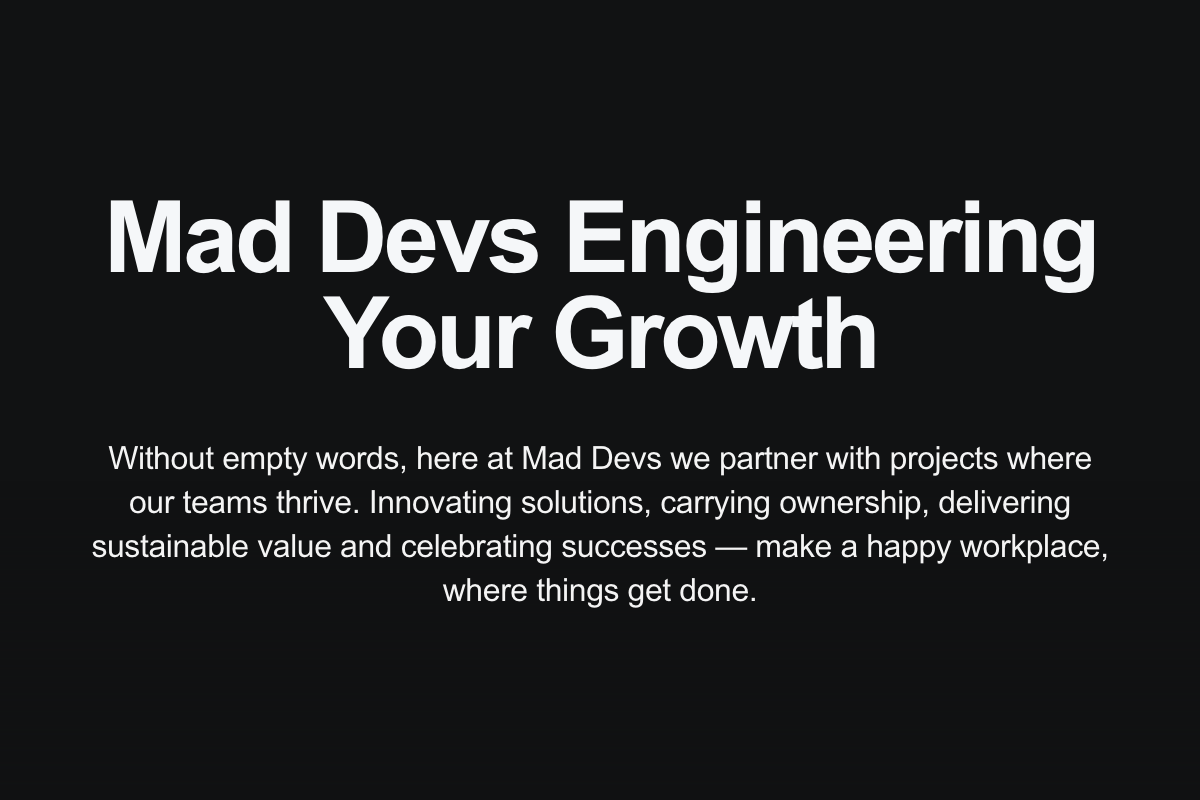 Mad Devs Engineering
Your Growth
Without empty words, here at Mad Devs we partner with projects where
our teams thrive. Innovating solutions, carrying ownership, delivering
sustainable value and celebrating successes — make a happy workplace,
where things get done.